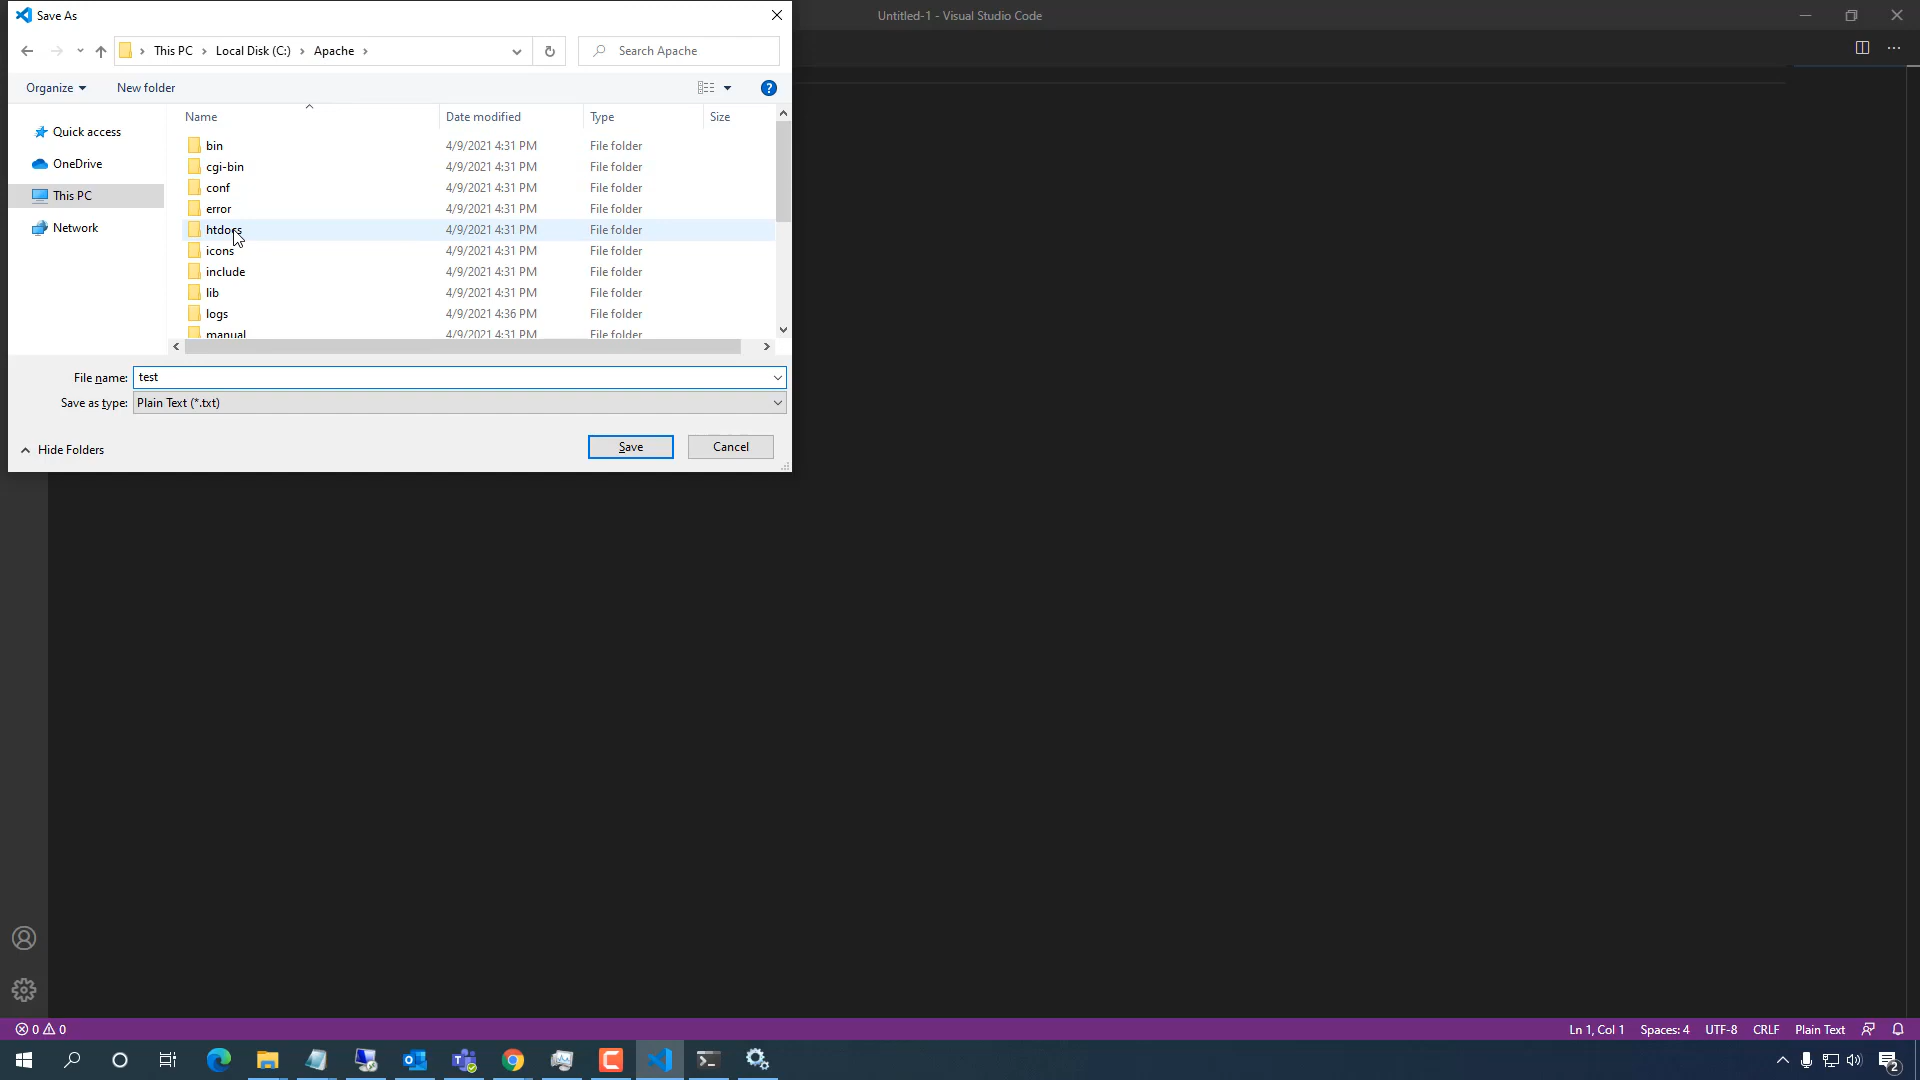 Save As
Untitled-1 - Visual Studio Code
This PC
Local Disk (C:)
Apache
Search Apache
Organize
New folder
Name
Date modified
Type
Size
Quick access
OneDrive
This PC
Network
bin 4/9/2021 4:31 PM File folder
cgi-bin 4/9/2021 4:31 PM File folder
conf 4/9/2021 4:31 PM File folder
error 4/9/2021 4:31 PM File folder
htdocs 4/9/2021 4:31 PM File folder
icons 4/9/2021 4:31 PM File folder
include 4/9/2021 4:31 PM File folder
lib 4/9/2021 4:31 PM File folder
logs 4/9/2021 4:36 PM File folder
manual 4/9/2021 4:31 PM File folder
File name: test
Save as type: Plain Text (*.txt)
Hide Folders
Save
Cancel
0 0
Ln 1, Col 1
Spaces: 4
UTF-8
CRLF
Plain Text
2